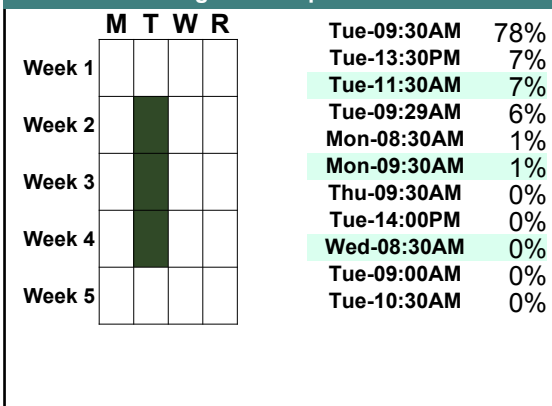 M T W R
Week 1
Week 2
Week 3
Week 4
Week 5
Tue-09:30AM 78%
Tue-13:30PM 7%
Tue-11:30AM 7%
Tue-09:29AM 6%
Mon-08:30AM 1%
Mon-09:30AM 1%
Thu-09:30AM 0%
Tue-14:00PM 0%
Wed-08:30AM 0%
Tue-09:00AM 0%
Tue-10:30AM 0%